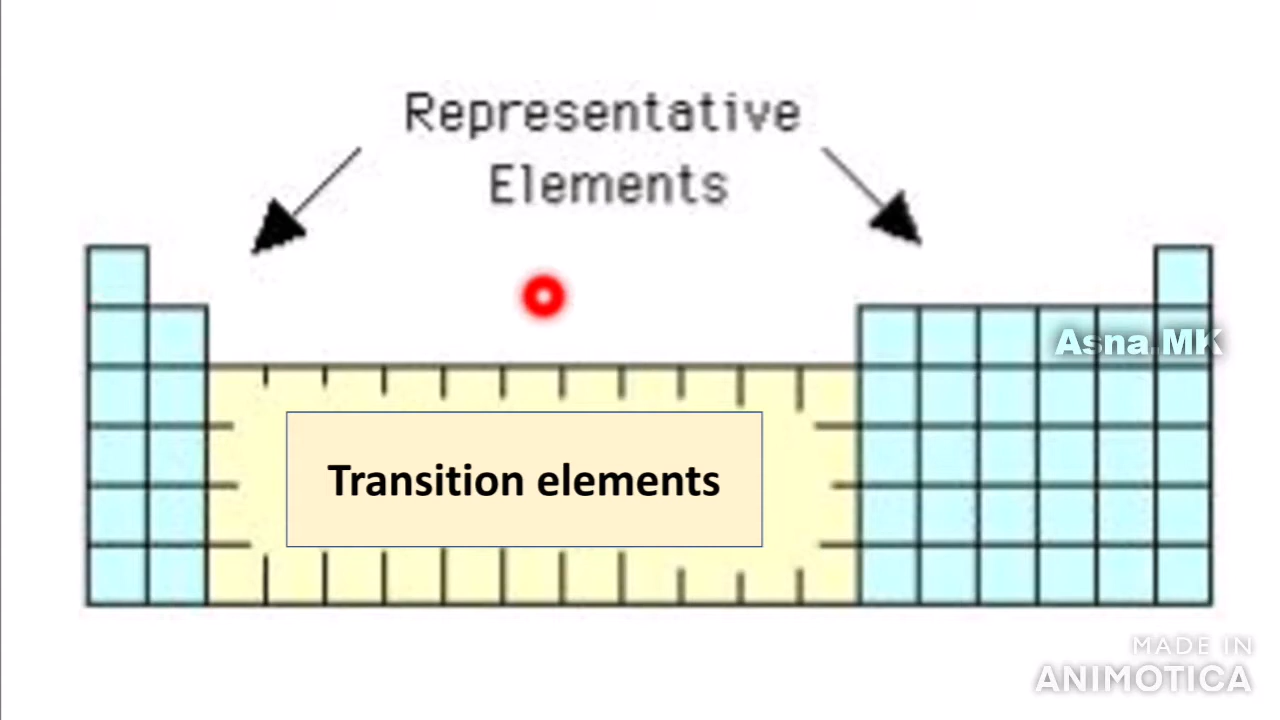 Representative
Elements
Asna.MK
Transition elements
MADE IN
ANIMOTICA